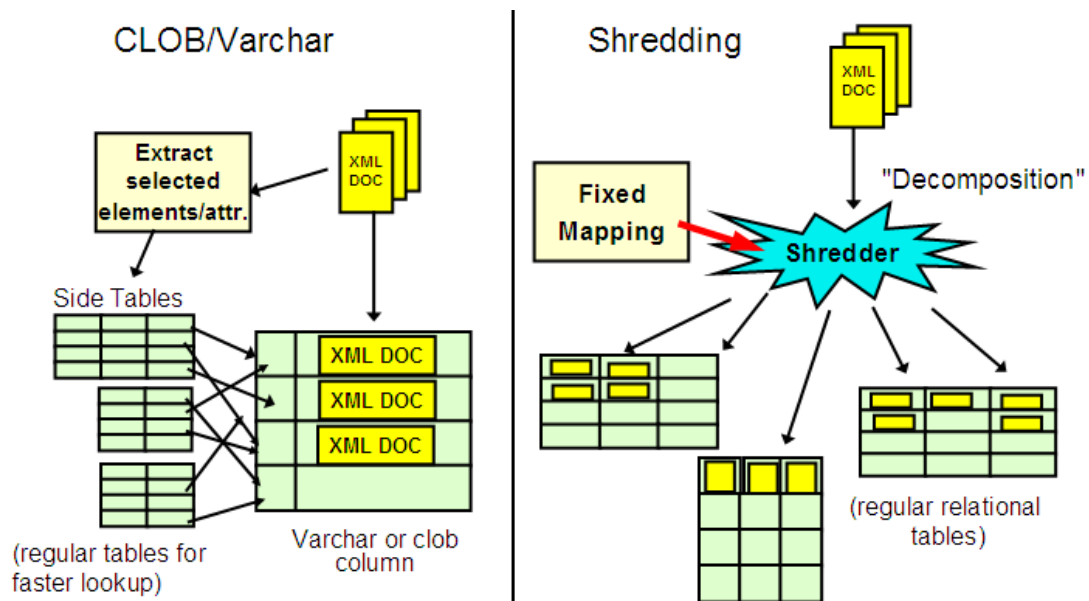 CLOB/Varchar
XML
DOC
Extract
selected
elements/attr.
Side Tables
XML DOC
XML DOC
XML DOC
(regular tables for
faster lookup)
Varchar or clob
column
Shredding
XML
DOC
"Decomposition"
Fixed
Mapping
Shredder
(regular relational
tables)